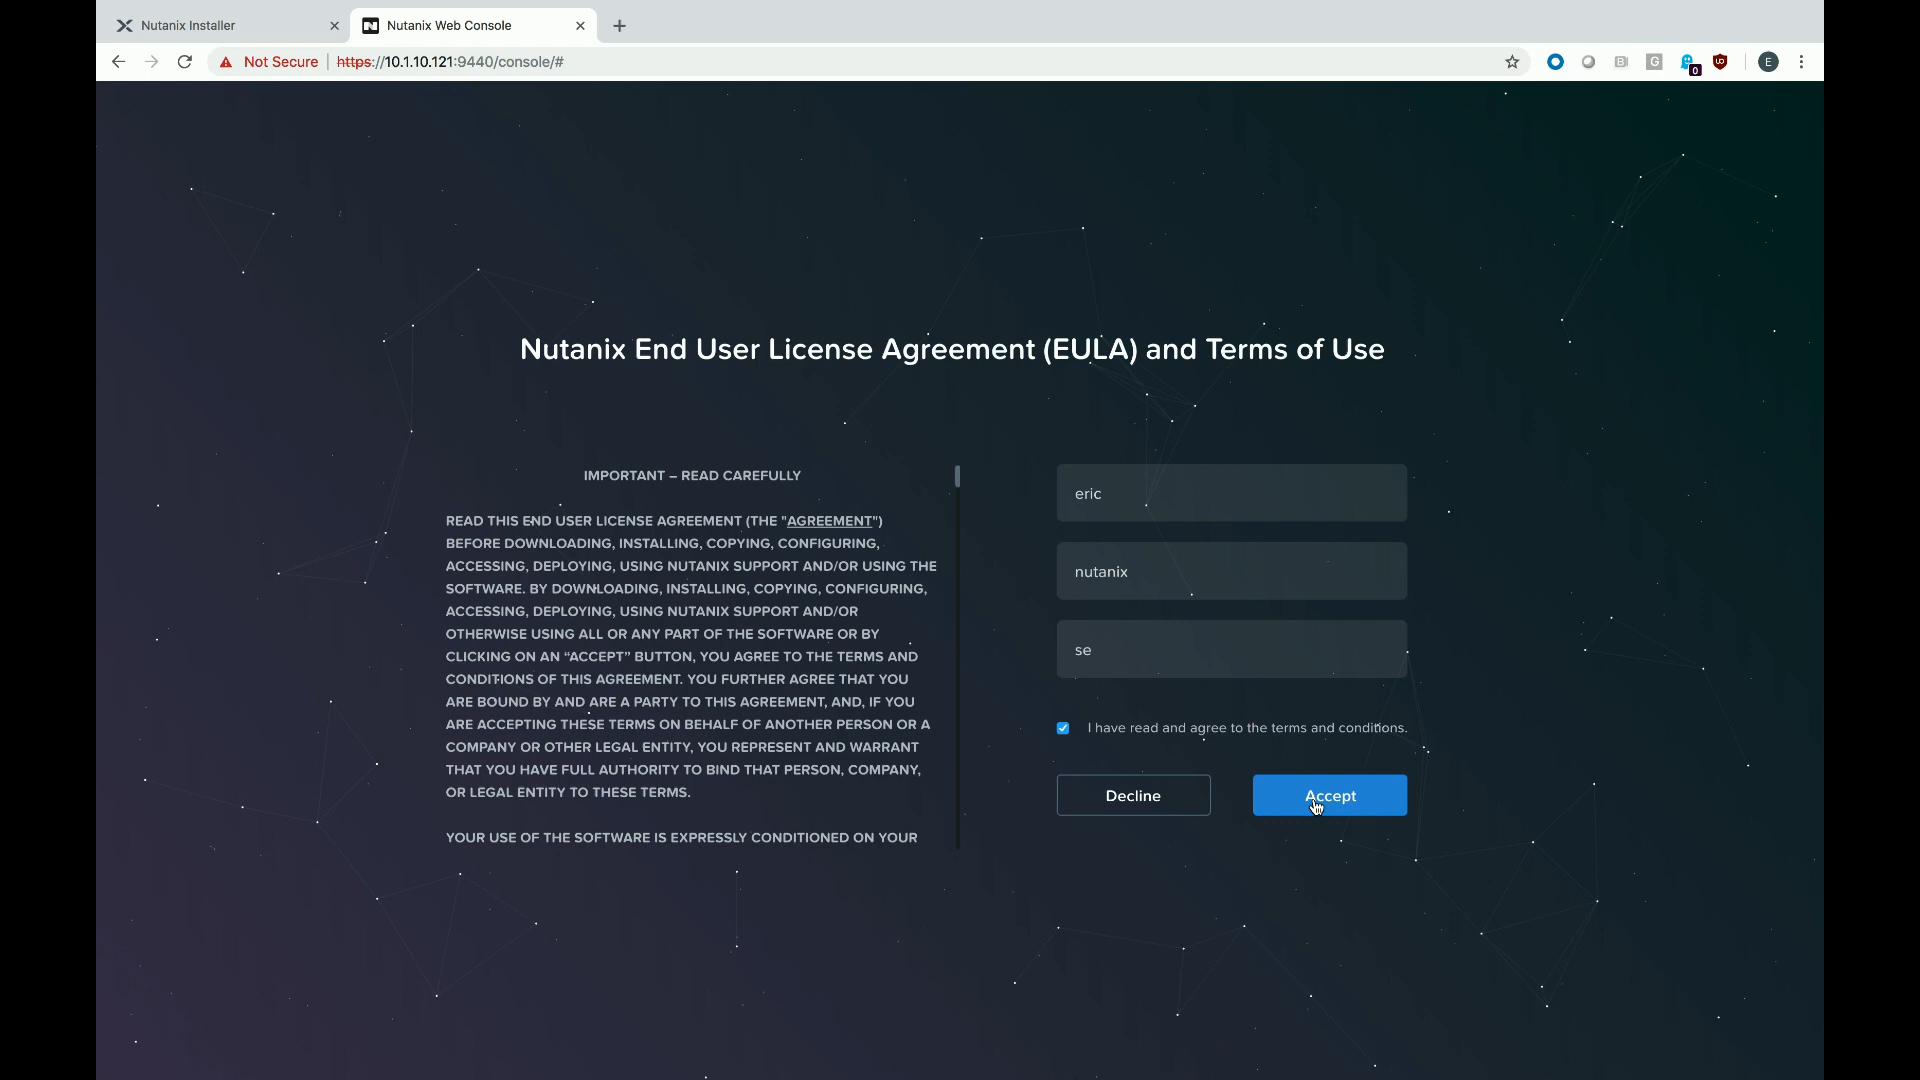 Nutanix Installer
Nutanix Web Console
Not Secure
https://10.1.10.121:9440/console/#
B
G
0
E
Nutanix End User License Agreement (EULA) and Terms of Use
IMPORTANT – READ CAREFULLY
READ THIS END USER LICENSE AGREEMENT (THE "AGREEMENT")
BEFORE DOWNLOADING, INSTALLING, COPYING, CONFIGURING,
ACCESSING, DEPLOYING, USING NUTANIX SUPPORT AND/OR USING THE
SOFTWARE. BY DOWNLOADING, INSTALLING, COPYING, CONFIGURING,
ACCESSING, DEPLOYING, USING NUTANIX SUPPORT AND/OR
OTHERWISE USING ALL OR ANY PART OF THE SOFTWARE OR BY
CLICKING ON AN “ACCEPT” BUTTON, YOU AGREE TO THE TERMS AND
CONDITIONS OF THIS AGREEMENT. YOU FURTHER AGREE THAT YOU
ARE BOUND BY AND ARE A PARTY TO THIS AGREEMENT, AND, IF YOU
ARE ACCEPTING THESE TERMS ON BEHALF OF ANOTHER PERSON OR A
COMPANY OR OTHER LEGAL ENTITY, YOU REPRESENT AND WARRANT
THAT YOU HAVE FULL AUTHORITY TO BIND THAT PERSON, COMPANY,
OR LEGAL ENTITY TO THESE TERMS.
YOUR USE OF THE SOFTWARE IS EXPRESSLY CONDITIONED ON YOUR
eric
nutanix
se
I have read and agree to the terms and conditions.
Decline
Accept